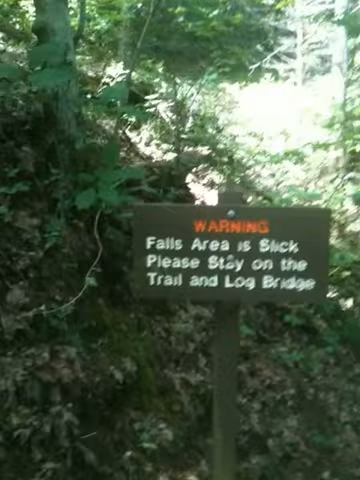 WARNING
Falls Area is Slick
Please Stay on the
Trail and Log Bridge